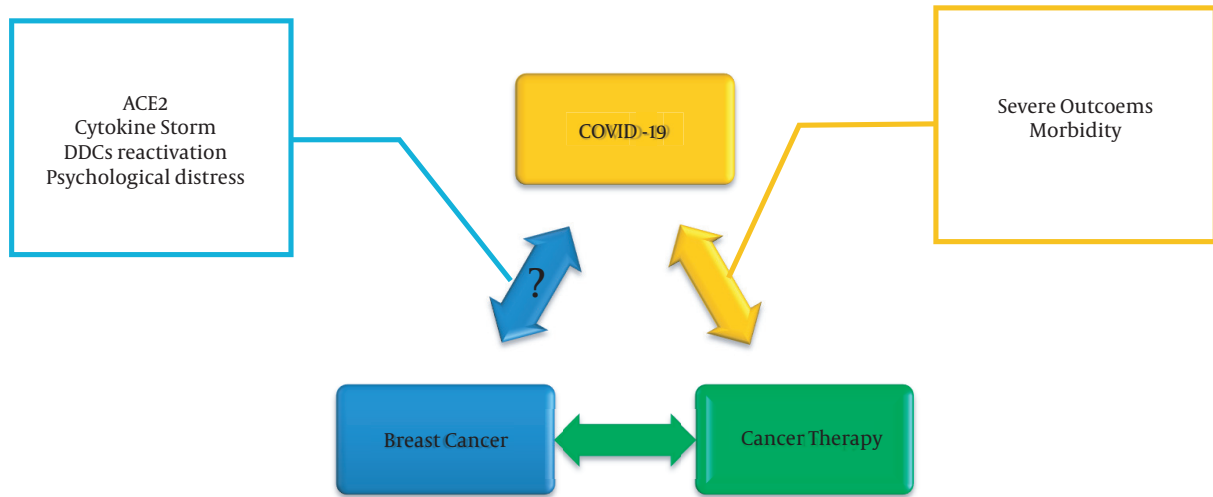 ACE2
Cytokine Storm
DDCs reactivation
Psychological distress
COVID -19
Severe Outcoems
Morbidity
?
Breast Cancer
Cancer Therapy